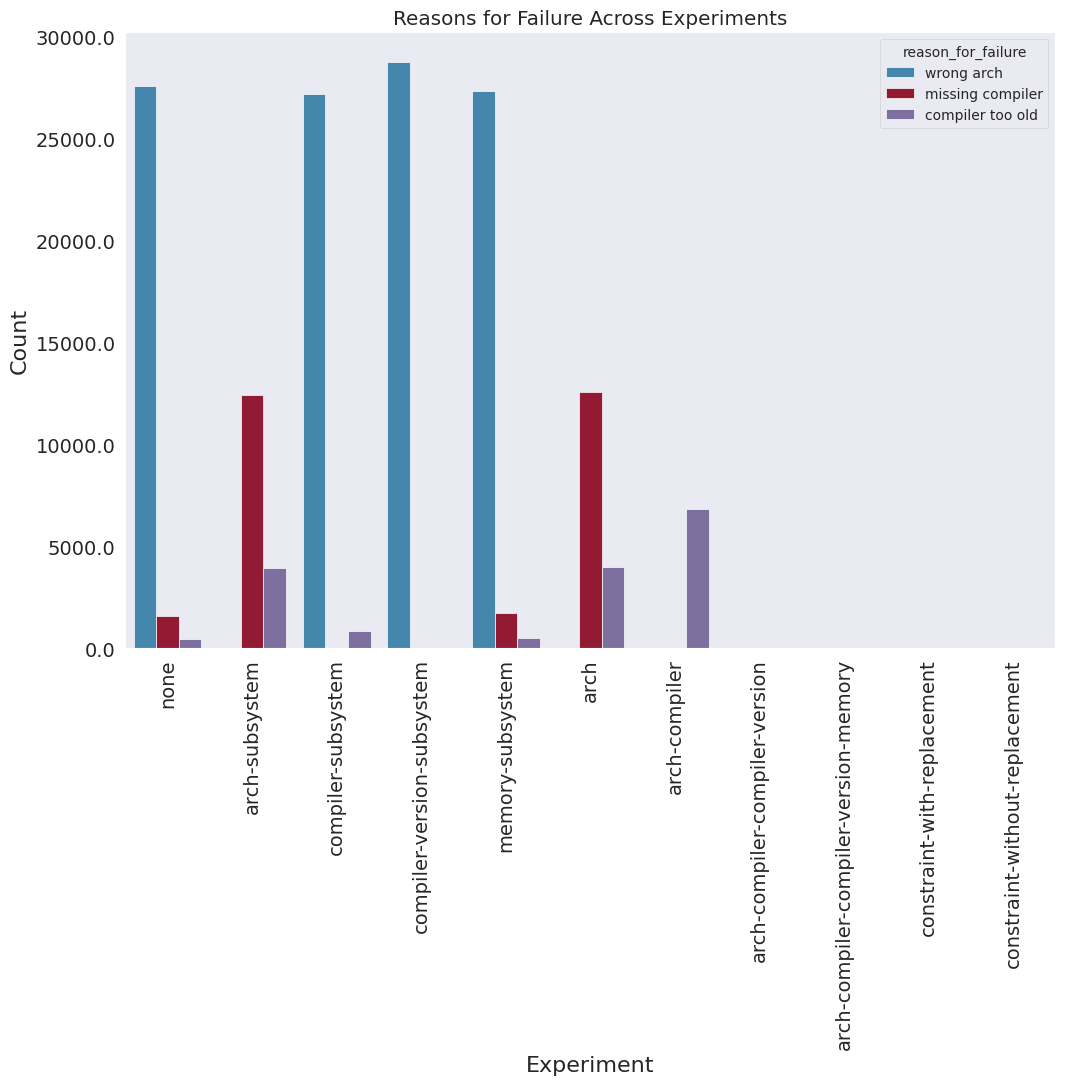 Reasons for Failure Across Experiments
30000.0
25000.0
20000.0
15000.0
10000.0
5000.0
0.0
Count
reason_for_failure
wrong arch
missing compiler
compiler too old
none
arch-subsystem
compiler-subsystem
compiler-version-subsystem
memory-subsystem
arch
arch-compiler
arch-compiler-compiler-version
arch-compiler-compiler-version-memory
constraint-with-replacement
constraint-without-replacement
Experiment